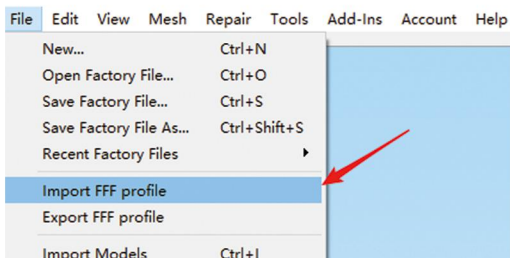 File Edit View Mesh Repair Tools Add-Ins Account Help
New... Ctrl+N
Open Factory File... Ctrl+O
Save Factory File... Ctrl+S
Save Factory File As... Ctrl+Shift+S
Recent Factory Files
Import FFF profile
Export FFF profile
Import Models Ctrl+I